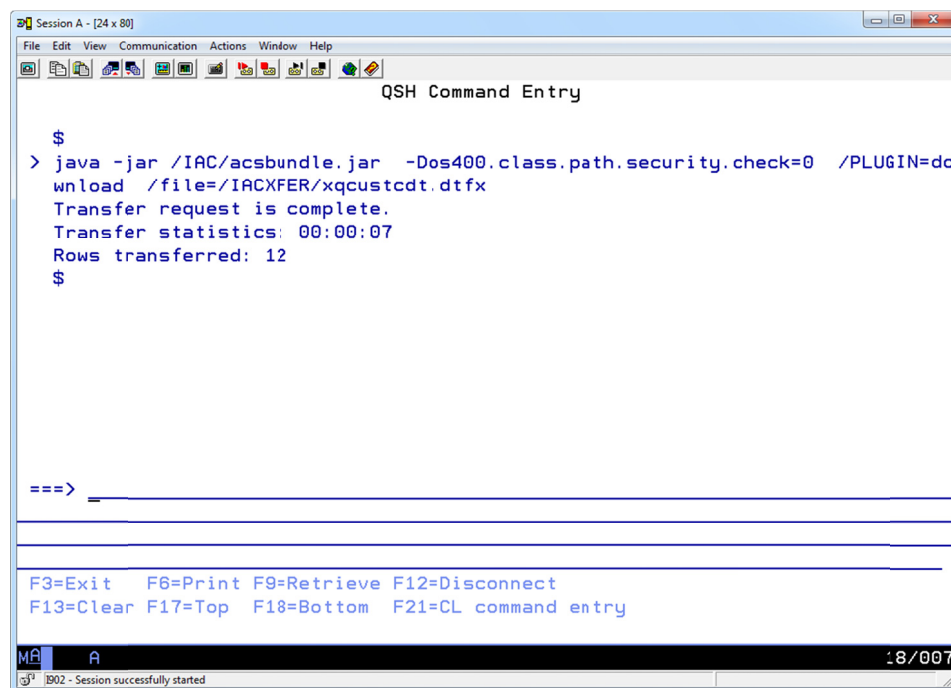 Session A - [24 x 80]
File Edit View Communication Actions Window Help
QSH Command Entry
$
> java -jar /IAC/acsbundle.jar -Dos400.class.path.security.check=0 /PLUGIN=do
wnload /file=/IACXFER/xqcustcdt.dtfx
Transfer request is complete.
Transfer statistics: 00:00:07
Rows transferred: 12
$
===>
F3=Exit F6=Print F9=Retrieve F12=Disconnect
F13=Clear F17=Top F18=Bottom F21=CL command entry
MA A 18/007
I902 - Session successfully started